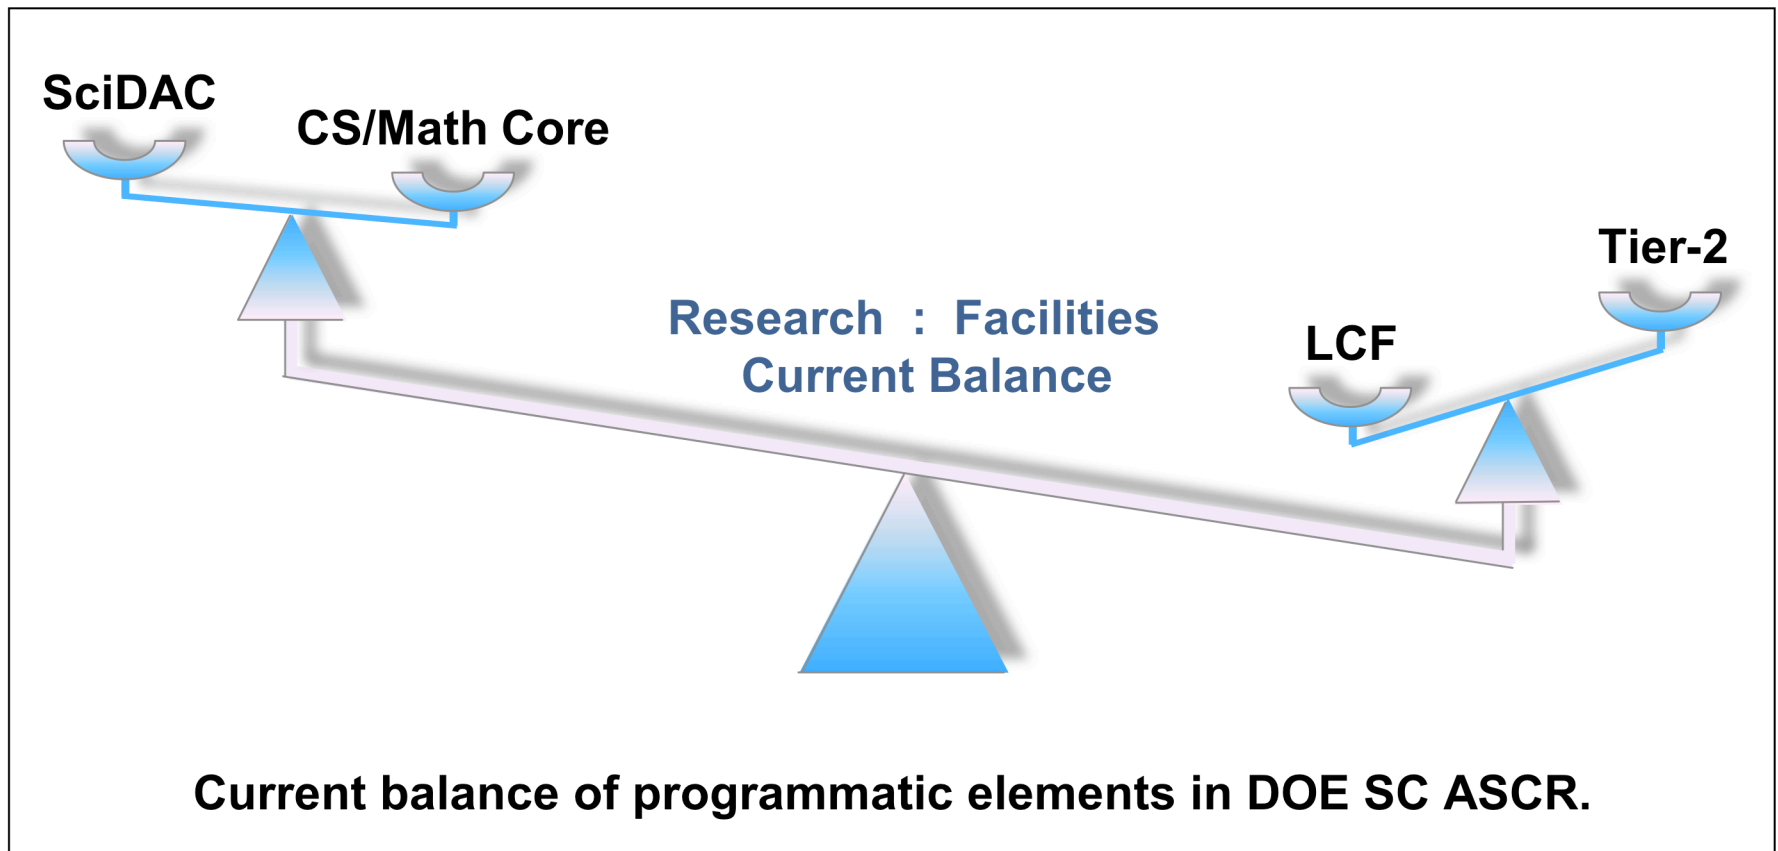 SciDAC
CS/Math Core
Tier-2
Research : Facilities
LCF
Current Balance
Current balance of programmatic elements in DOE SC ASCR.